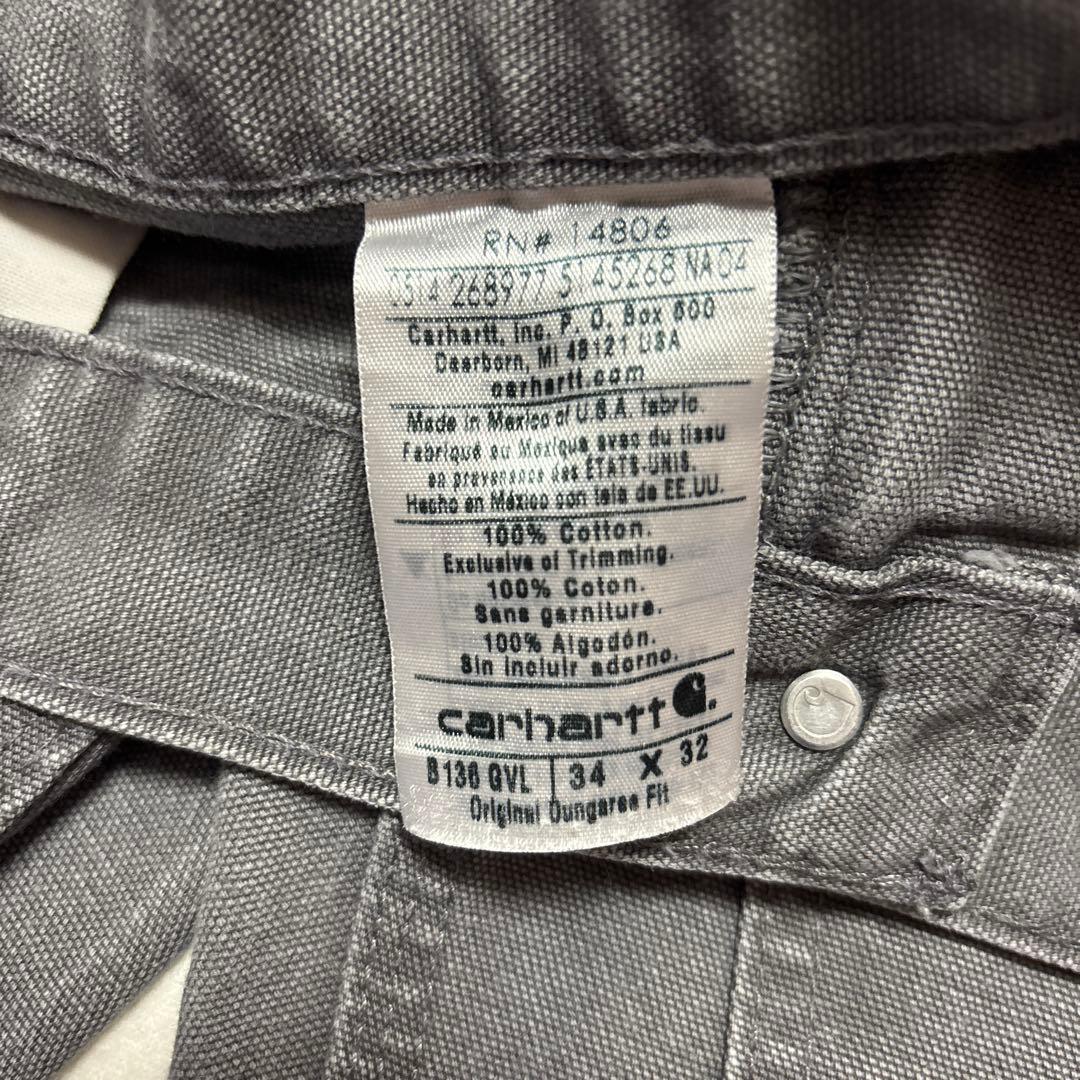 RN# 14806
2514 268977 5145268 NA04
Carhartt, Inc. P. O. Box 600
Dearborn, MI 48121 USA
carhartt.com
Made in Mexico of U.S.A. fabric.
Fabriqué au Mexique avec du tissu
en provenance des ÉTATS-UNIS.
Hecho en México con tela de EE.UU.
100% Cotton.
Exclusive of Trimming.
100% Coton.
Sans garniture.
100% Algodón.
Sin incluir adorno.
carhartt
B136 GVL 34 X 32
Original Dungaree Fit